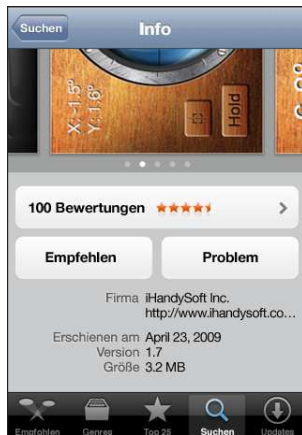 Suchen
Info
X: -1.5°
Y: 1.6°
Hold
100 Bewertungen
Empfehlen
Problem
Firma iHandySoft Inc.
http://www.ihandysoft.co...
Erschienen am April 23, 2009
Version 1.7
Größe 3.2 MB
Empfohlen
Genres
Top 25
Suchen
Updates